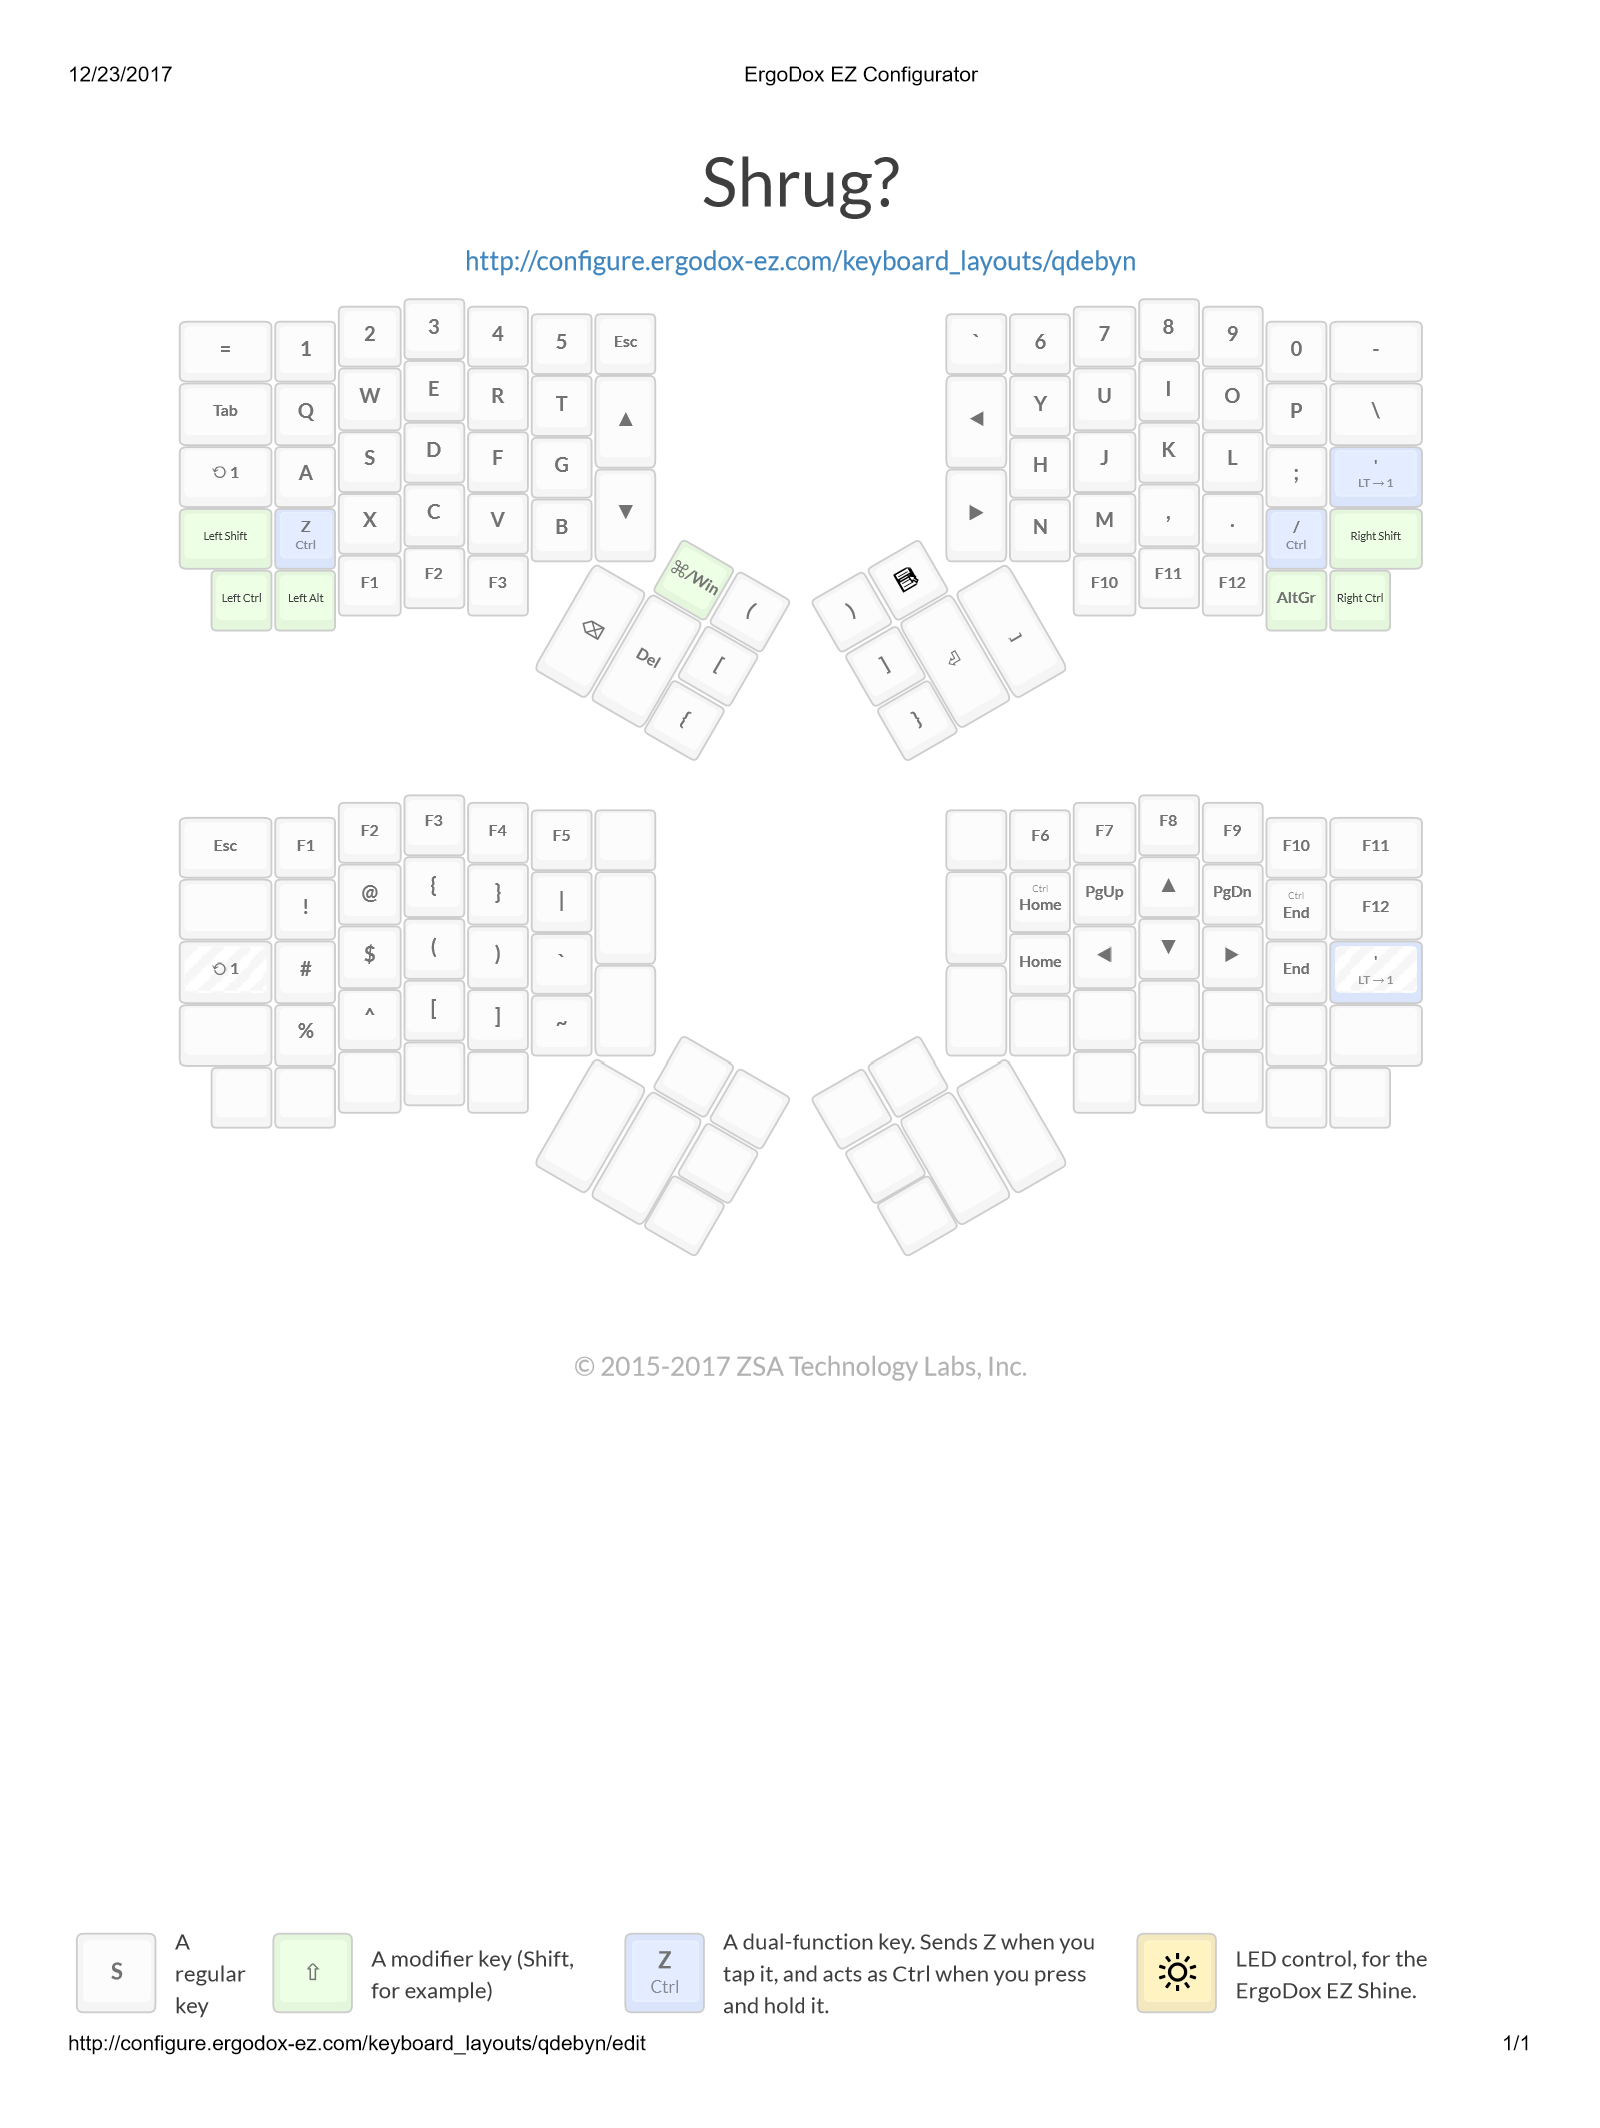 12/23/2017 ErgoDox EZ Configurator
Shrug?
http://configure.ergodox-ez.com/keyboard_layouts/qdebyn
= 1 2 3 4 5 Esc ` 6 7 8 9 0 -
Tab Q W E R T ▲ ◀ Y U I O P \
⟲ 1 A S D F G H J K L ; ' LT → 1
Left Shift Z Ctrl X C V B ▼ ▶ N M , . / Ctrl Right Shift
Left Ctrl Left Alt F1 F2 F3 F10 F11 F12 AltGr Right Ctrl
⌘/Win ( )
⌫ Del [ ]
{ }
Esc F1 F2 F3 F4 F5 F6 F7 F8 F9 F10 F11
! @ { } | Ctrl Home PgUp ▲ PgDn Ctrl End F12
⟲ 1 # $ ( ) ` Home ◀ ▼ ▶ End ' LT → 1
% ^ [ ] ~
© 2015-2017 ZSA Technology Labs, Inc.
S
A
regular
key
⇧
A modifier key (Shift,
for example)
Z
Ctrl
A dual-function key. Sends Z when you
tap it, and acts as Ctrl when you press
and hold it.
LED control, for the
ErgoDox EZ Shine.
http://configure.ergodox-ez.com/keyboard_layouts/qdebyn/edit 1/1